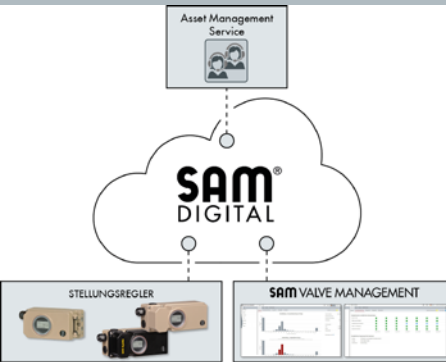 Asset Management
Service
SAM®
DIGITAL
STELLUNGSREGLER
SAM VALVE MANAGEMENT